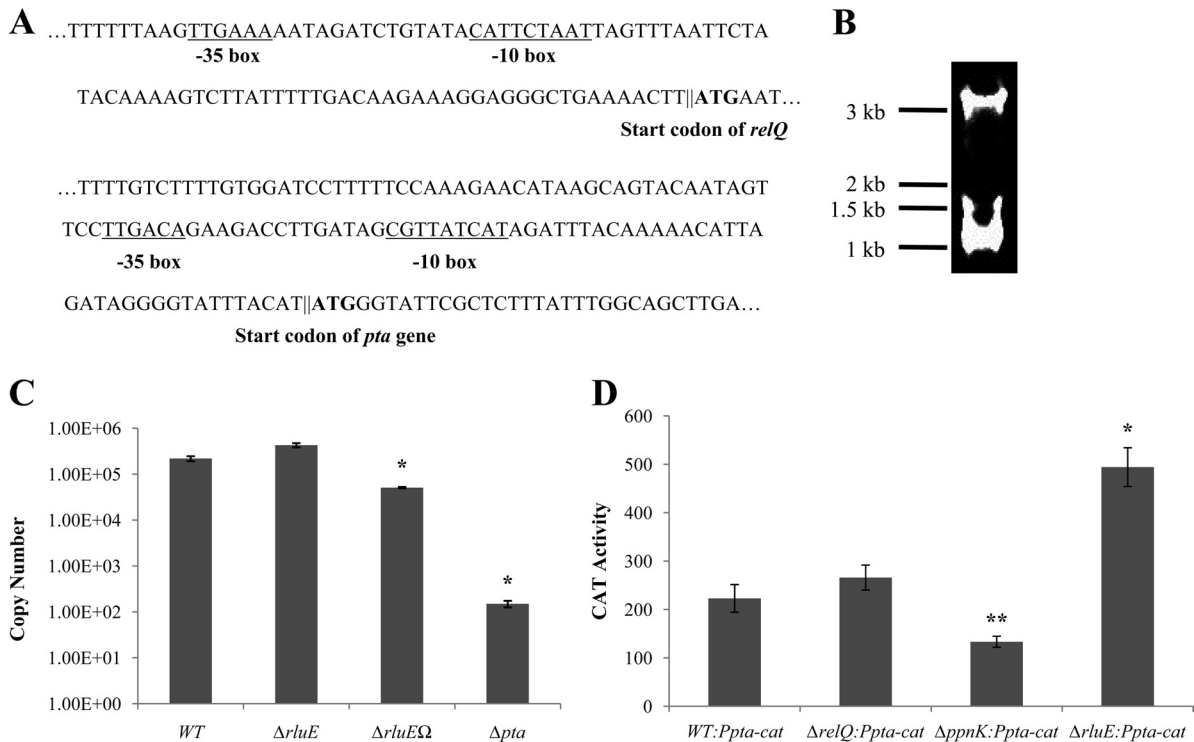 A
...TTTTTTAAGTTGAAAAATAGATCTGTATACATTCTAATTAGTTTAATTCTA
-35 box -10 box
TACAAAAGTCTTATTTTTGACAAGAAAGGAGGGCTGAAAACTT||ATGAAT...
Start codon of relQ
...TTTTGTCTTTTGTGGATCCTTTTTCCAAAGAACATAAGCAGTACAATAGT
TCCTTGACAGAAGACCTTGATAGCGTTATCATAGATTTACAAAAACATTA
-35 box -10 box
GATAGGGGTATTTACAT||ATGGGTATTCGCTCTTTATTTGGCAGCTTGA...
Start codon of pta gene
B
3 kb
2 kb
1.5 kb
1 kb
C
Copy Number
1.00E+06
1.00E+05
1.00E+04
1.00E+03
1.00E+02
1.00E+01
1.00E+00
* *
WT ΔrluE ΔrluEΩ Δpta
D
CAT Activity
600
500
400
300
200
100
0
** *
WT:Ppta-cat ΔrelQ:Ppta-cat ΔppnK:Ppta-cat ΔrluE:Ppta-cat